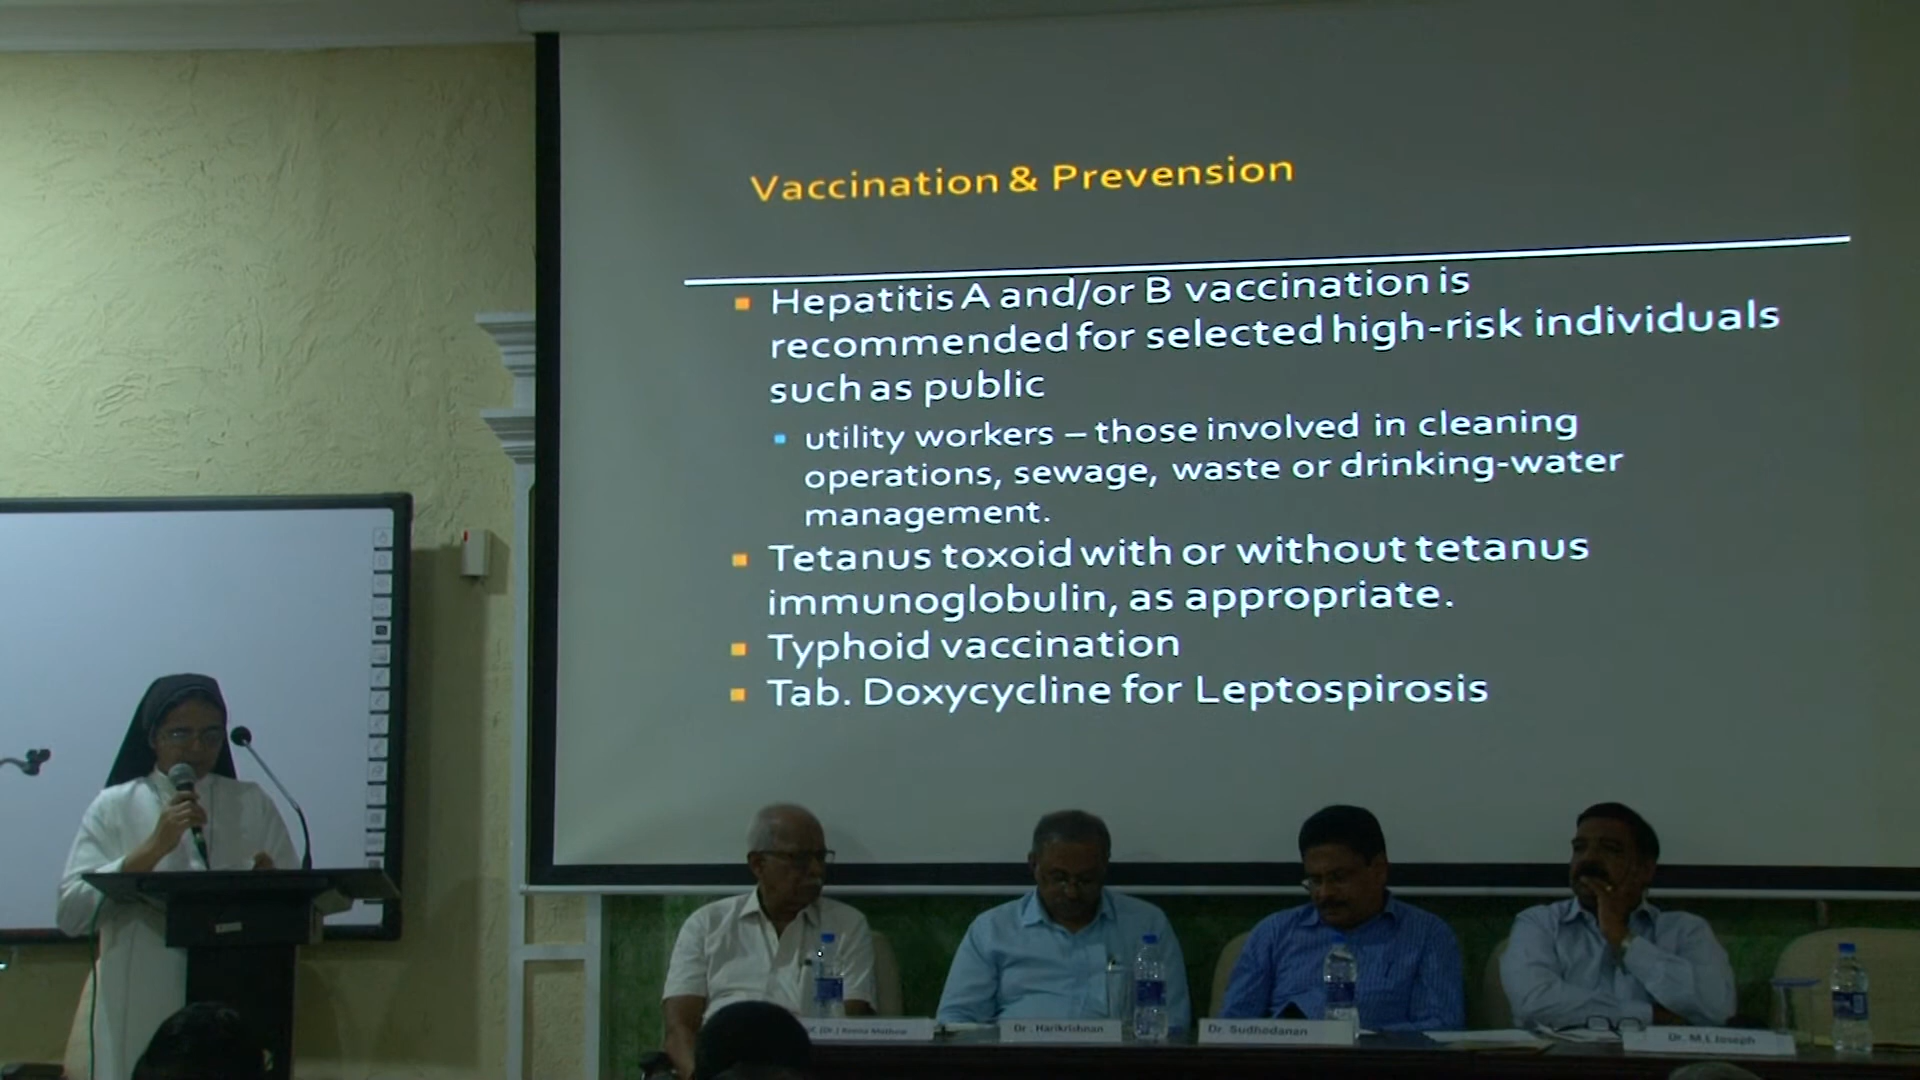 Vaccination & Prevension
Hepatitis A and/or B vaccination is
recommended for selected high-risk individuals
such as public
utility workers – those involved in cleaning
operations, sewage, waste or drinking-water
management.
Tetanus toxoid with or without tetanus
immunoglobulin, as appropriate.
Typhoid vaccination
Tab. Doxycycline for Leptospirosis
Dr. Harikrishnan
Dr. Sudhodanan
Dr. M.L Joseph